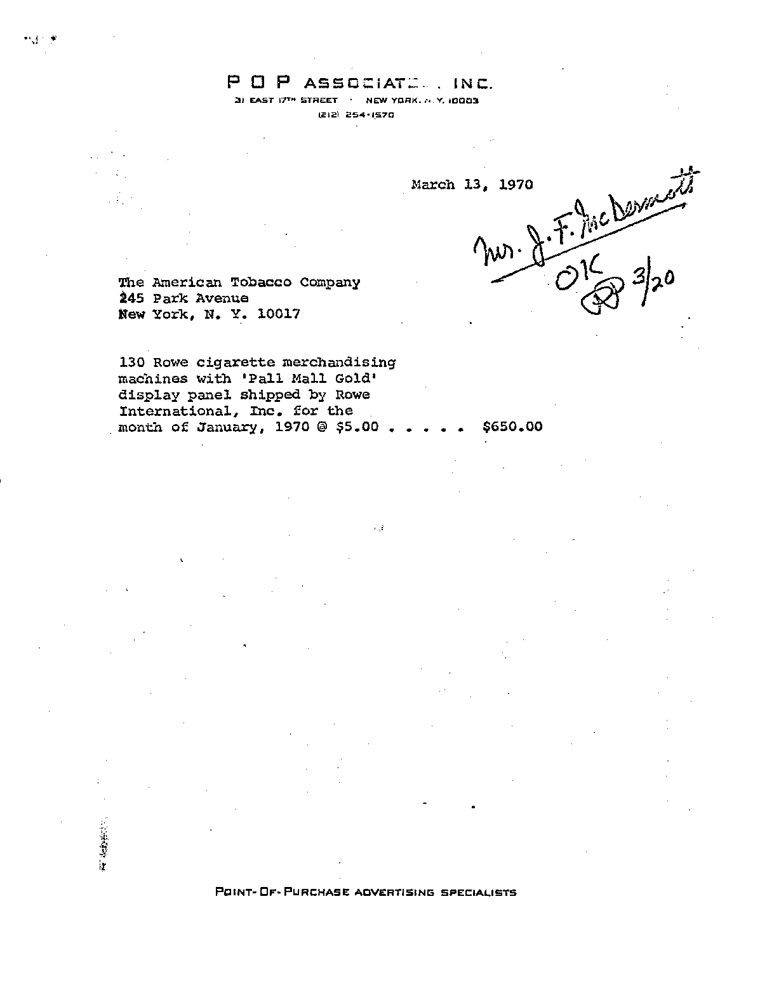 POP ASSOCIATE. . INC.
31 EAST 17TH STREET · NEW YORK, N. Y. 10003
(212) 254-1570
March 13, 1970
Mr. J. F. McDermott
OK
3/20
The American Tobacco Company
245 Park Avenue
New York, N. Y. 10017
130 Rowe cigarette merchandising
machines with 'Pall Mall Gold'
display panel shipped by Rowe
International, Inc. for the
month of January, 1970 @ $5.00 . . . . . $650.00
POINT-OF-PURCHASE ADVERTISING SPECIALISTS